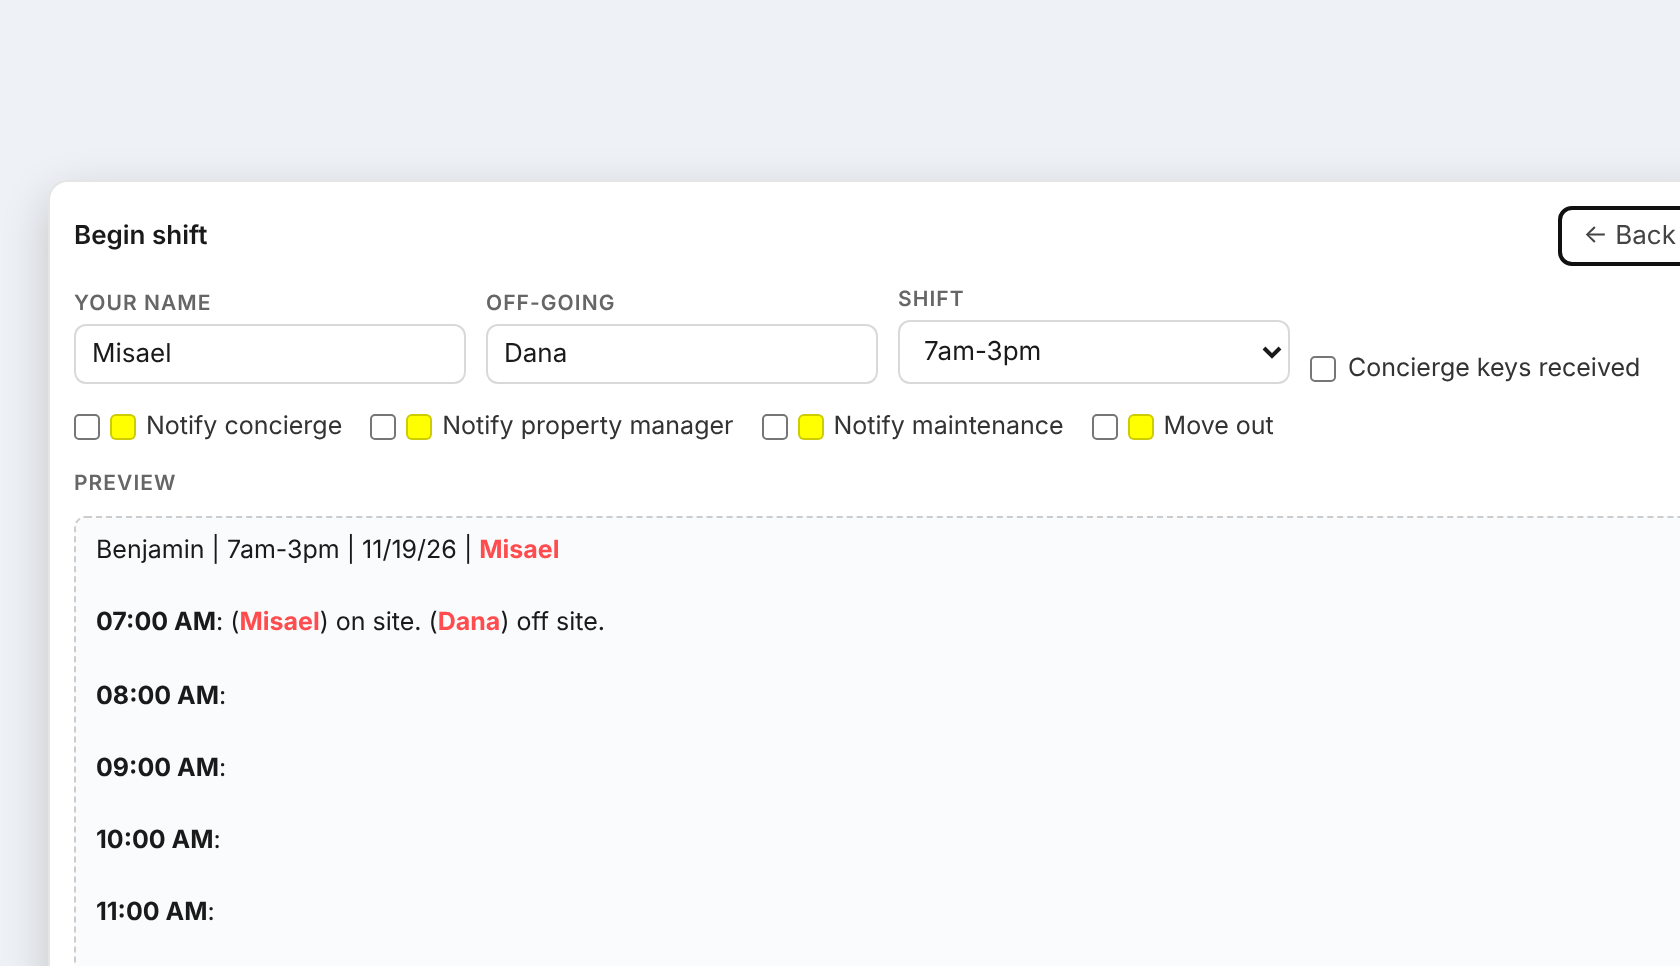 Begin shift
← Back
YOUR NAME
OFF-GOING
SHIFT
Misael
Dana
7am-3pm
Concierge keys received
Notify concierge
Notify property manager
Notify maintenance
Move out
PREVIEW
Benjamin | 7am-3pm | 11/19/26 | Misael
07:00 AM: (Misael) on site. (Dana) off site.
08:00 AM:
09:00 AM:
10:00 AM:
11:00 AM: